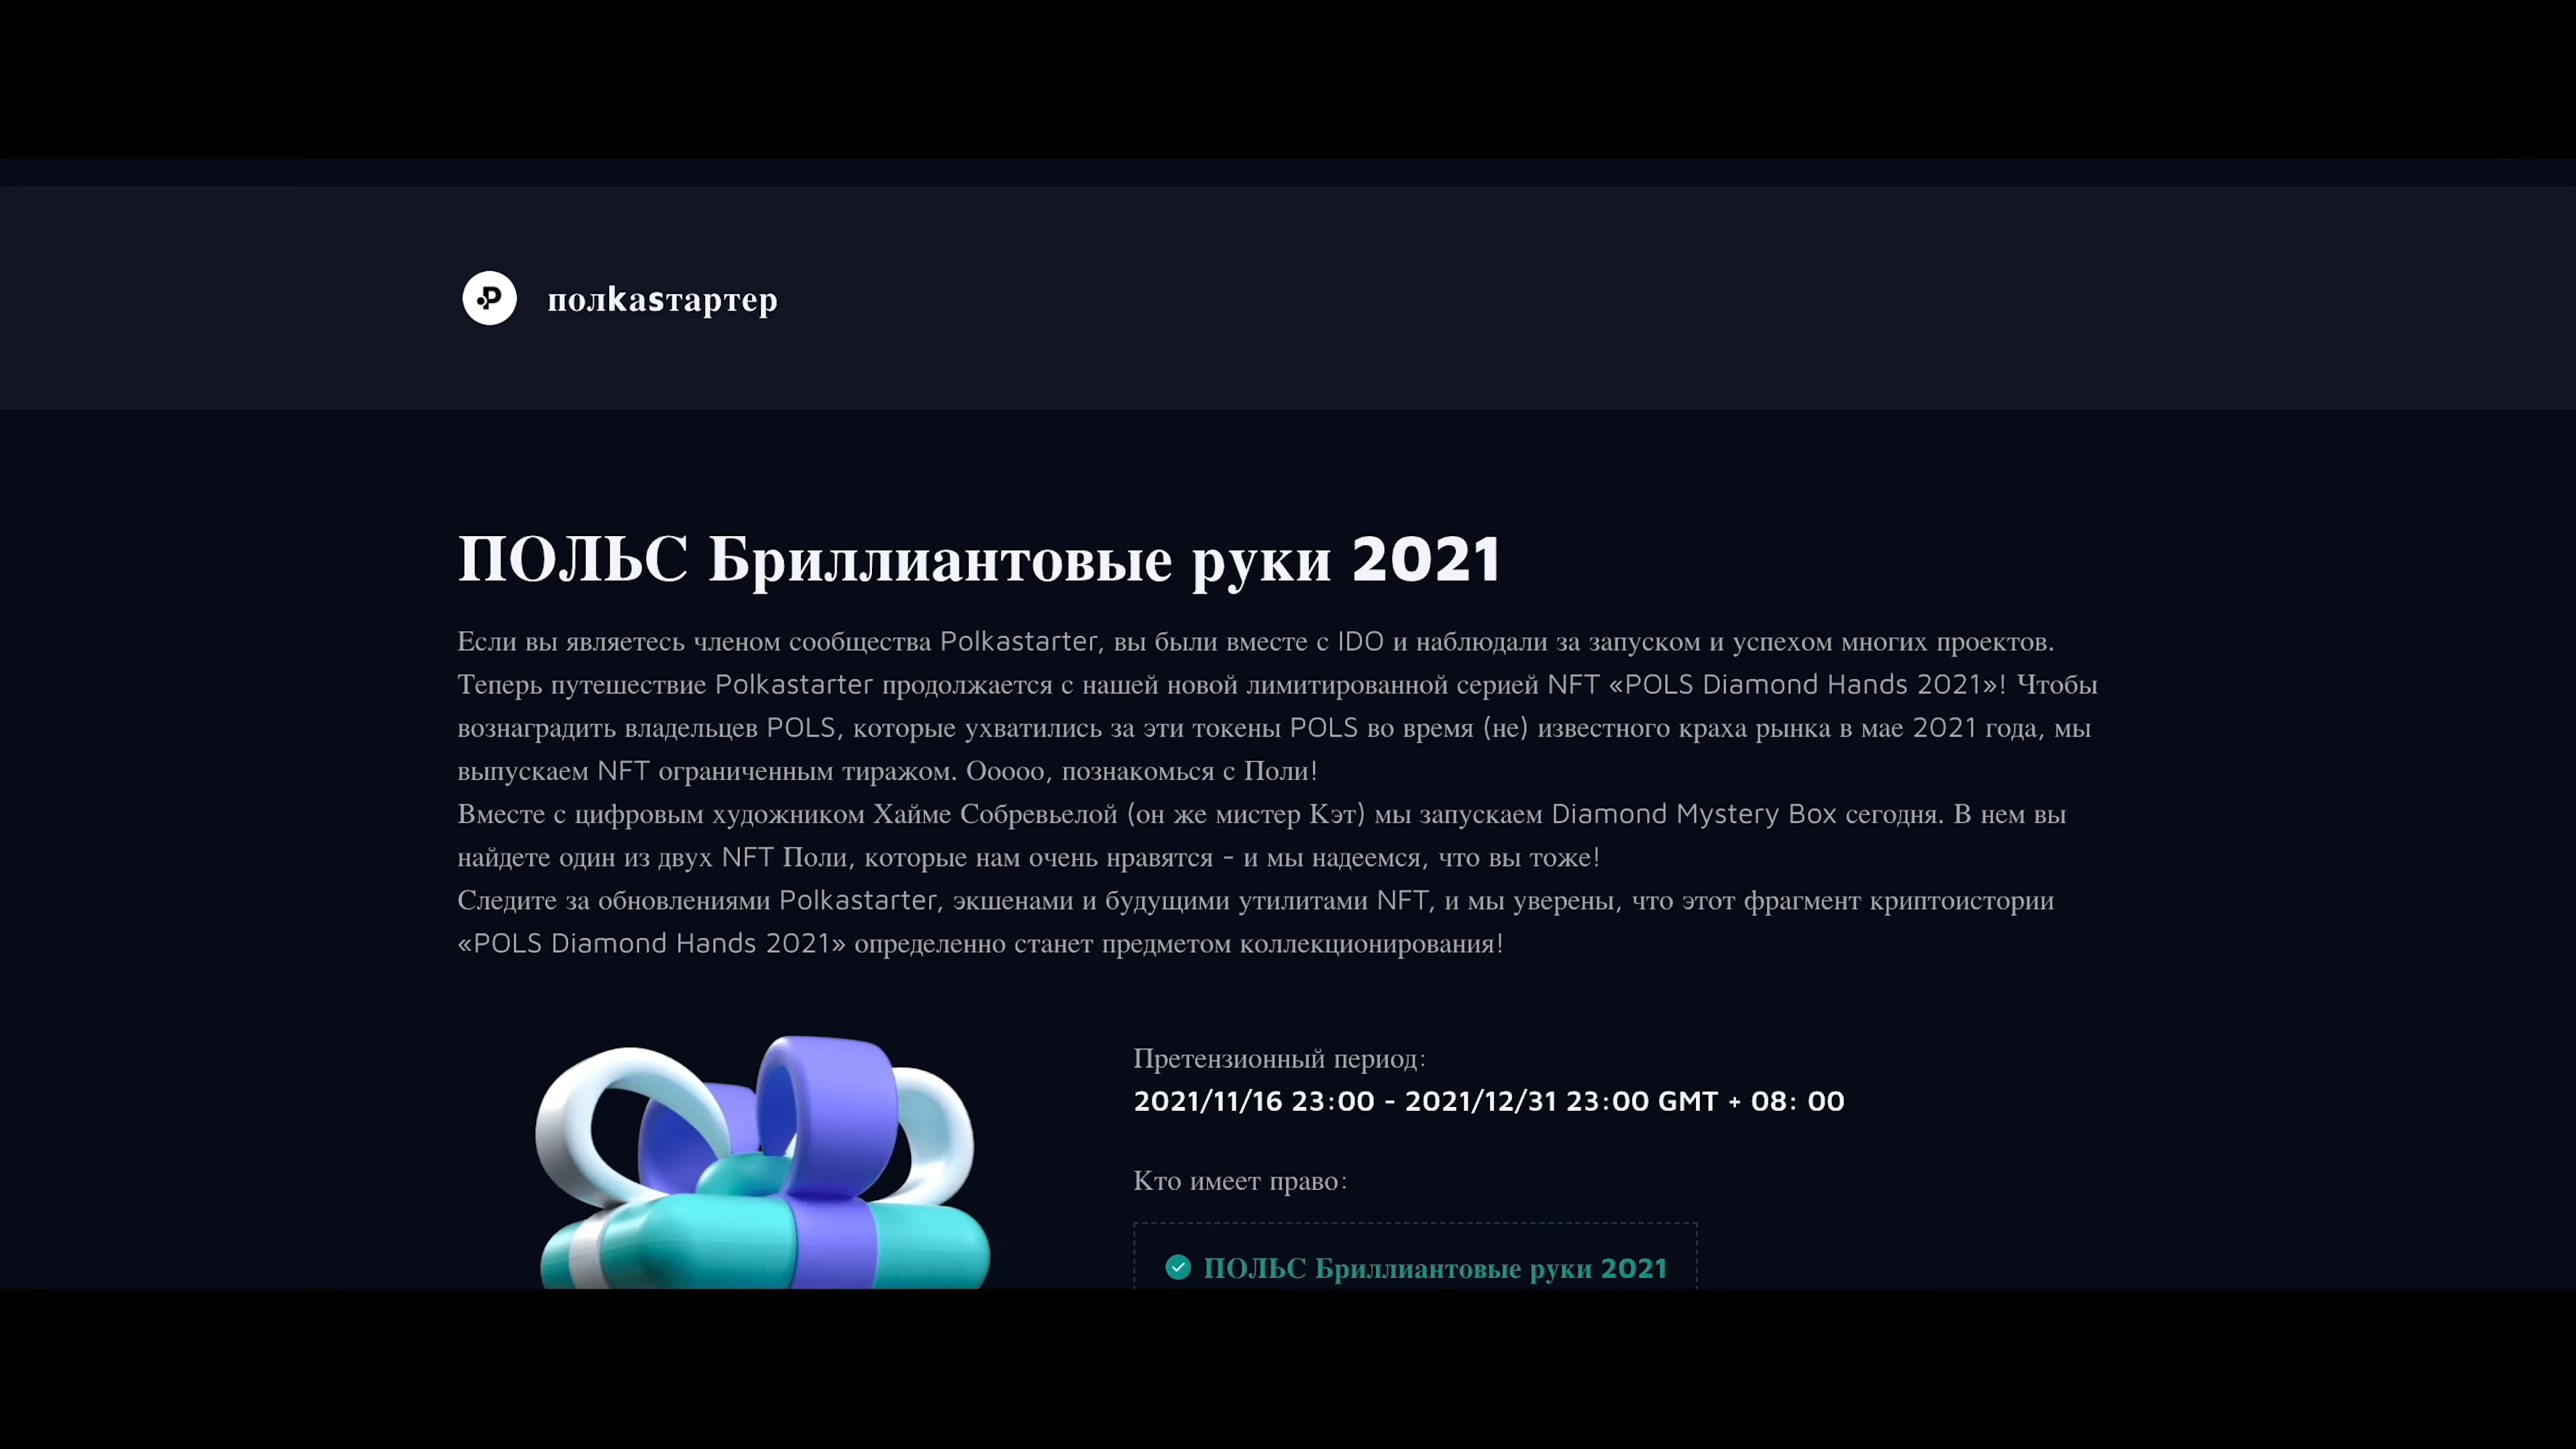 полkаsтартер
ПОЛЬС Бриллиантовые руки 2021
Если вы являетесь членом сообщества Polkastarter, вы были вместе с IDO и наблюдали за запуском и успехом многих проектов.
Теперь путешествие Polkastarter продолжается с нашей новой лимитированной серией NFT «POLS Diamond Hands 2021»! Чтобы
вознаградить владельцев POLS, которые ухватились за эти токены POLS во время (не) известного краха рынка в мае 2021 года, мы
выпускаем NFT ограниченным тиражом. Ооооо, познакомься с Поли!
Вместе с цифровым художником Хайме Собревьелой (он же мистер Кэт) мы запускаем Diamond Mystery Box сегодня. В нем вы
найдете один из двух NFT Поли, которые нам очень нравятся - и мы надеемся, что вы тоже!
Следите за обновлениями Polkastarter, экшенами и будущими утилитами NFT, и мы уверены, что этот фрагмент криптоистории
«POLS Diamond Hands 2021» определенно станет предметом коллекционирования!
Претензионный период:
2021/11/16 23:00 - 2021/12/31 23:00 GMT + 08: 00
Кто имеет право:
ПОЛЬС Бриллиантовые руки 2021